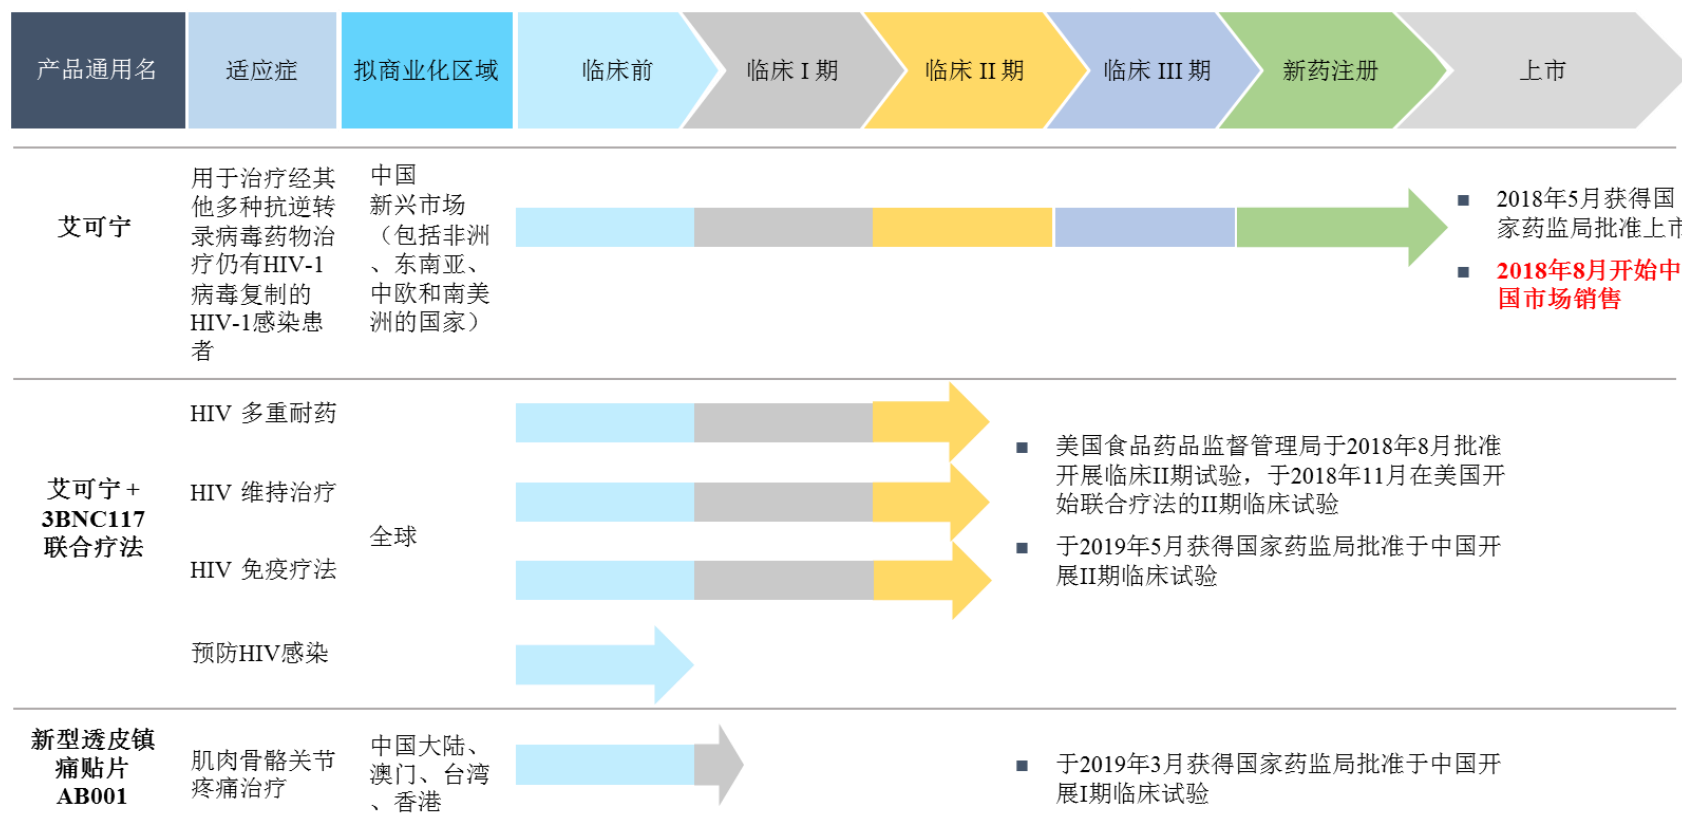 产品通用名
适应症
拟商业化区域
临床前
临床 I 期
临床 II 期
临床 III 期
新药注册
上市
艾可宁
用于治疗经其
他多种抗逆转
录病毒药物治
疗仍有HIV-1
病毒复制的
HIV-1感染患
者
中国
新兴市场
（包括非洲
、东南亚、
中欧和南美
洲的国家）
■ 2018年5月获得国
家药监局批准上市
■ 2018年8月开始中
国市场销售
艾可宁 +
3BNC117
联合疗法
HIV 多重耐药
HIV 维持治疗
HIV 免疫疗法
预防HIV感染
全球
■ 美国食品药品监督管理局于2018年8月批准
开展临床II期试验，于2018年11月在美国开
始联合疗法的II期临床试验
■ 于2019年5月获得国家药监局批准于中国开
展II期临床试验
新型透皮镇
痛贴片
AB001
肌肉骨骼关节
疼痛治疗
中国大陆、
澳门、台湾
、香港
■ 于2019年3月获得国家药监局批准于中国开
展I期临床试验